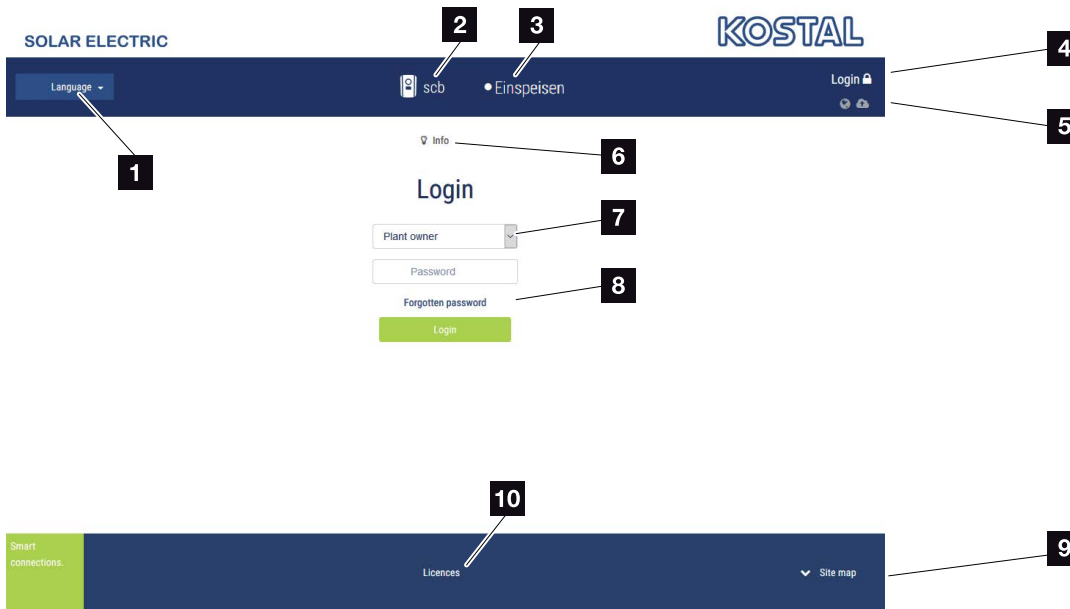 2
3
SOLAR ELECTRIC
KOSTAL
4
Language
scb
Einspeisen
Login
5
1
Info
6
Login
7
Plant owner
Password
8
Forgotten password
Login
10
Smart
connections.
Licences
Site map
9